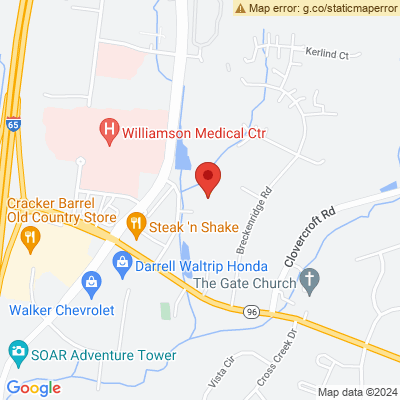 Map error: g.co/staticmaperror
Kerlind Ct
65
H
Williamson Medical Ctr
Cracker Barrel
Old Country Store
Steak 'n Shake
Breckenridge Rd
Clovercroft Rd
Darrell Waltrip Honda
The Gate Church
Walker Chevrolet
96
SOAR Adventure Tower
Vista Cir
Cross Creek Dr
Google
Map data ©2024